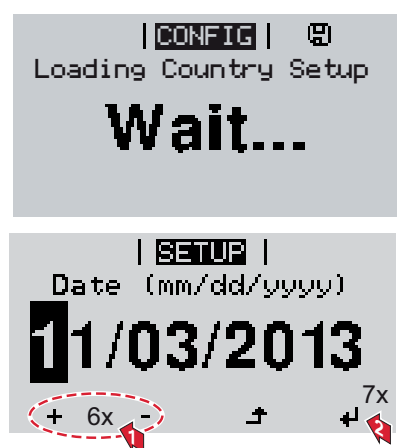 CONFIG
Loading Country Setup
Wait...
SETUP
Date (mm/dd/yyyy)
11/03/2013
7x
+ 6x -
1 2